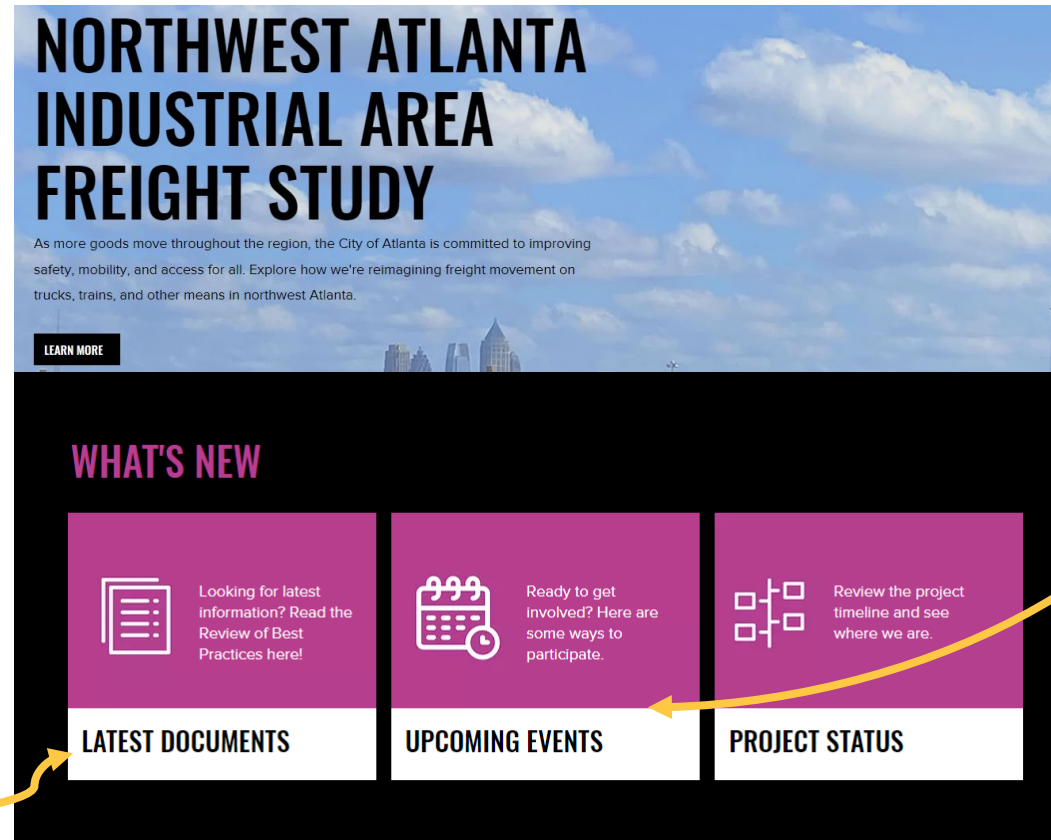 NORTHWEST ATLANTA
INDUSTRIAL AREA
FREIGHT STUDY
As more goods move throughout the region, the City of Atlanta is committed to improving
safety, mobility, and access for all. Explore how we're reimagining freight movement on
trucks, trains, and other means in northwest Atlanta.
LEARN MORE
WHAT'S NEW
Looking for latest
information? Read the
Review of Best
Practices here!
LATEST DOCUMENTS
Ready to get
involved? Here are
some ways to
participate.
UPCOMING EVENTS
Review the project
timeline and see
where we are.
PROJECT STATUS